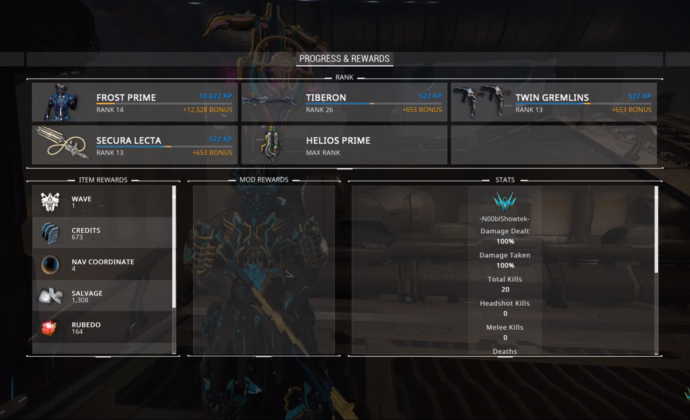 PROGRESS & REWARDS
RANK
FROST PRIME
10,022 XP
RANK 14
+12,528 BONUS
TIBERON
522 XP
RANK 26
+653 BONUS
TWIN GREMLINS
522 XP
RANK 13
+653 BONUS
SECURA LECTA
522 XP
RANK 13
+653 BONUS
HELIOS PRIME
MAX RANK
ITEM REWARDS
WAVE
1
CREDITS
673
NAV COORDINATE
4
SALVAGE
1,308
RUBEDO
164
MOD REWARDS
STATS
-N00blShowtek-
Damage Dealt
100%
Damage Taken
100%
Total Kills
20
Headshot Kills
0
Melee Kills
0
Deaths